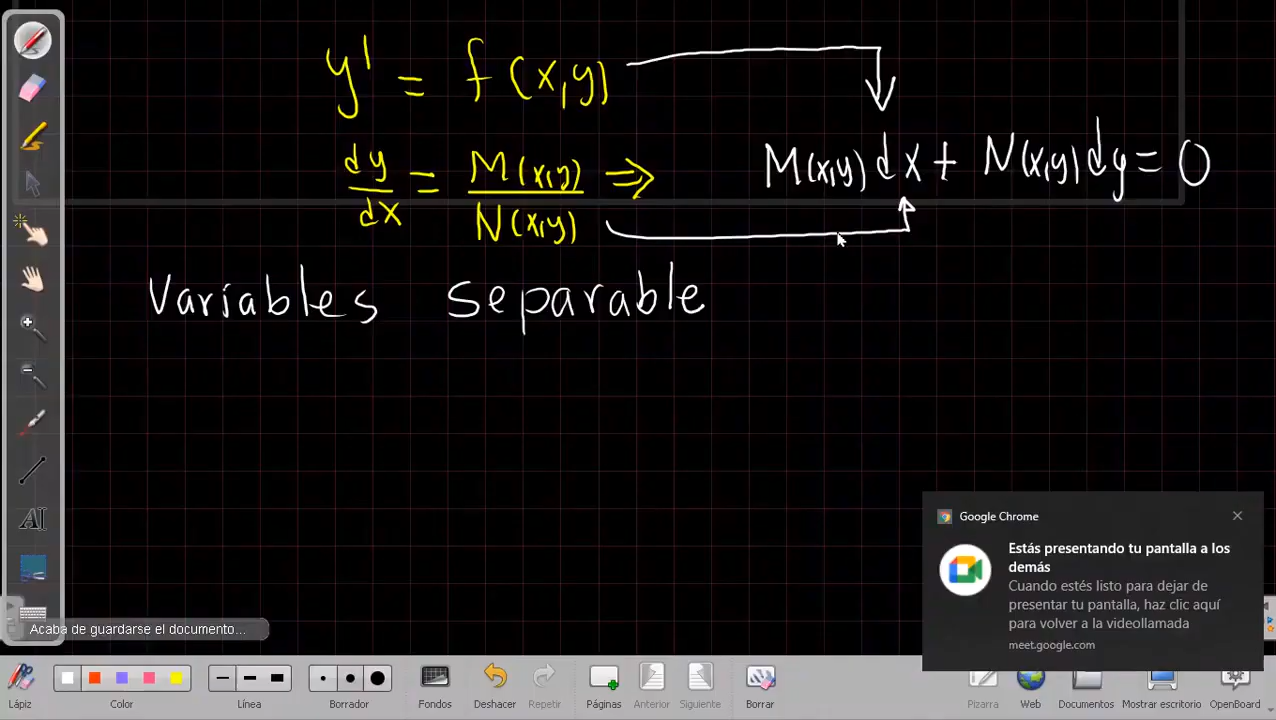 y' = f(x,y)
dy/dx = M(x,y)/N(x,y) ⇒ M(x,y)dx + N(x,y)dy = 0
Variables separable
Google Chrome
Estás presentando tu pantalla a los
demás
Cuando estés listo para dejar de
presentar tu pantalla, haz clic aquí
para volver a la videollamada
meet.google.com
Acaba de guardarse el documento...
Lápiz
Color
Línea
Borrador
Fondos
Deshacer
Repetir
Páginas
Anterior
Siguiente
Borrar
Pizarra
Web
Documentos
Mostrar escritorio
OpenBoard